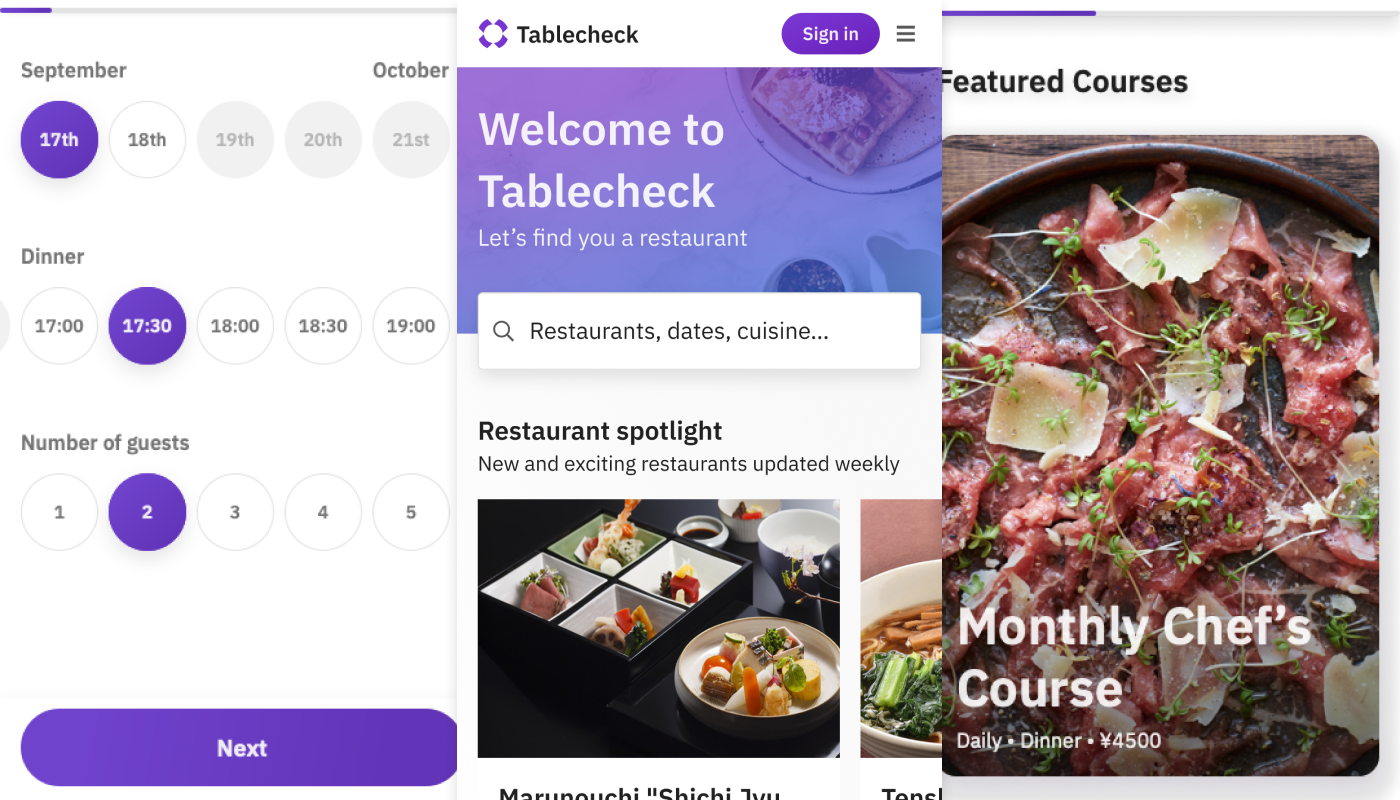 September October
17th 18th 19th 20th 21st
Dinner
17:00 17:30 18:00 18:30 19:00
Number of guests
1 2 3 4 5
Next
Tablecheck
Sign in
Welcome to
Tablecheck
Let’s find you a restaurant
Restaurants, dates, cuisine...
Restaurant spotlight
New and exciting restaurants updated weekly
Marunouchi "Shichi Jyu
Featured Courses
Monthly Chef’s
Course
Daily • Dinner • ¥4500